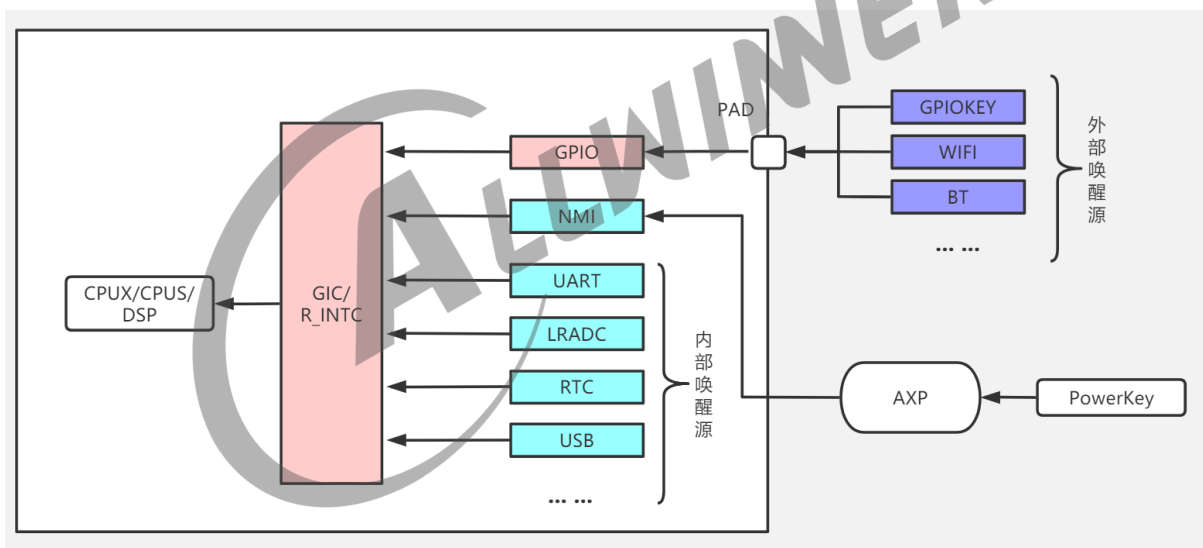 PAD
GPIOKEY
WIFI
BT
... ...
外部唤醒源
GPIO
NMI
UART
LRADC
RTC
USB
... ...
内部唤醒源
GIC/
R_INTC
CPUX/CPUS/
DSP
AXP
PowerKey
ALLWINNER